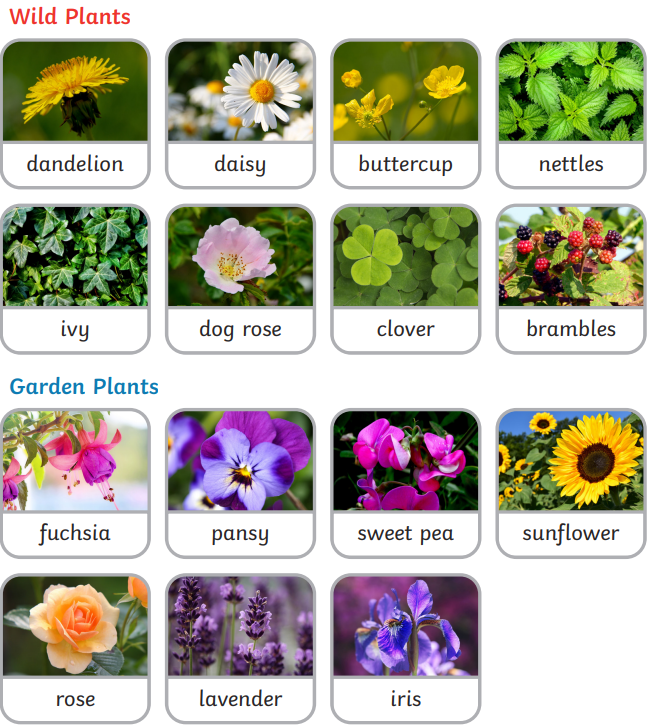 Wild Plants
dandelion
daisy
buttercup
nettles
ivy
dog rose
clover
brambles
Garden Plants
fuchsia
pansy
sweet pea
sunflower
rose
lavender
iris